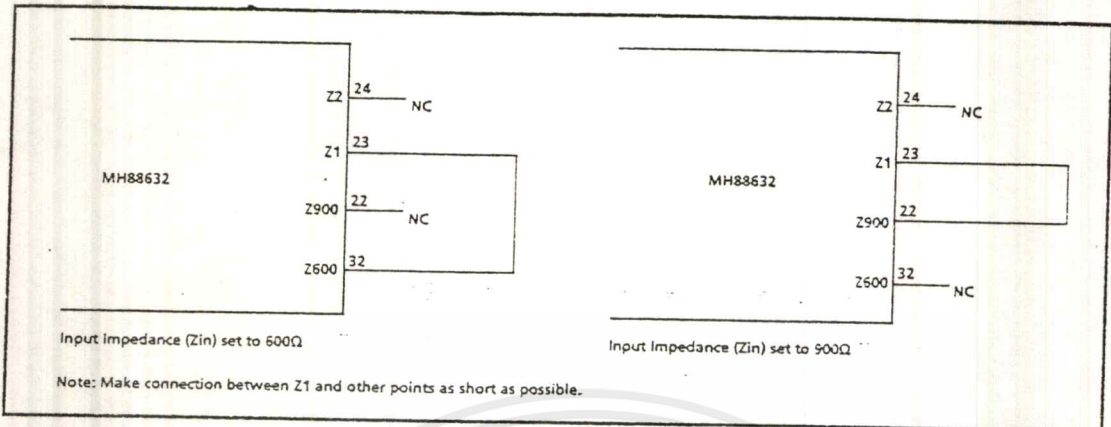 Z2 24 NC
Z1 23
MH88632
Z900 22 NC
Z600 32
Input Impedance (Zin) set to 600Ω
Z2 24 NC
Z1 23
MH88632
Z900 22
Z600 32 NC
Input Impedance (Zin) set to 900Ω
Note: Make connection between Z1 and other points as short as possible.